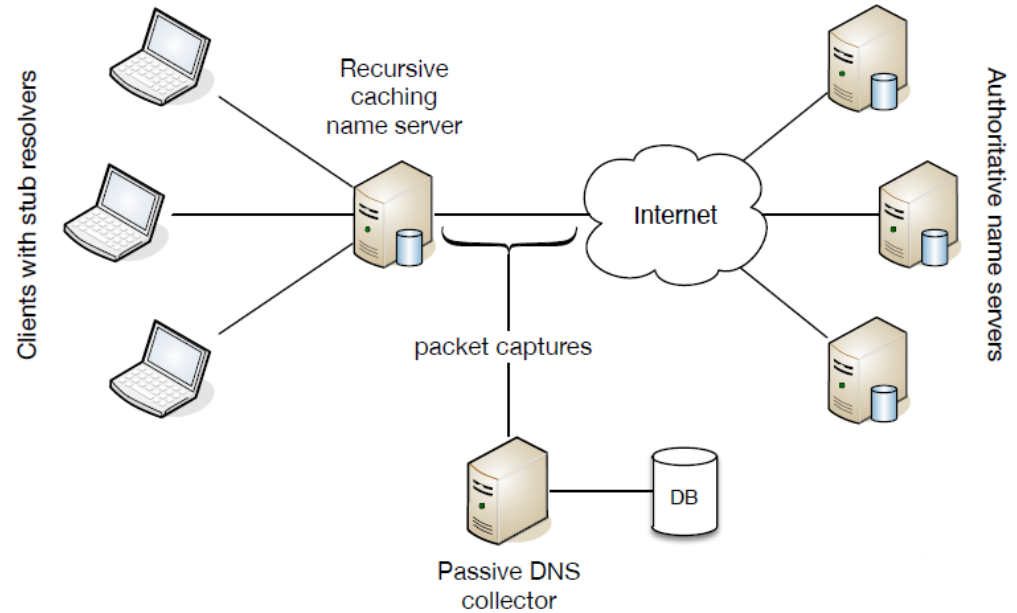 Clients with stub resolvers
Recursive
caching
name server
Internet
Authoritative name servers
packet captures
DB
Passive DNS
collector